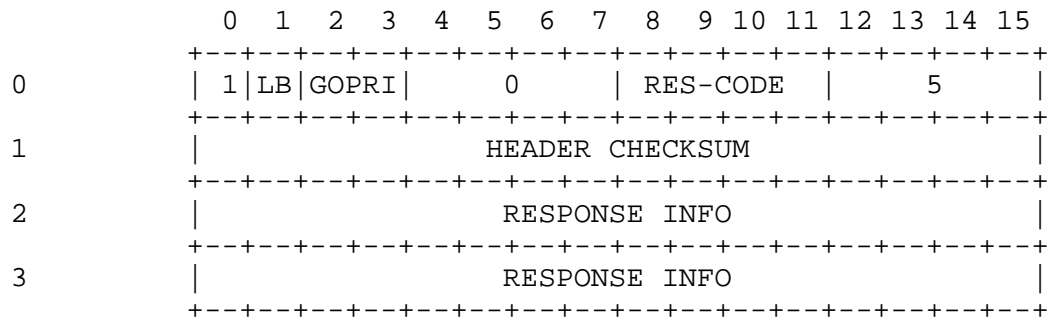 0 1 2 3 4 5 6 7 8 9 10 11 12 13 14 15
+--+--+--+--+--+--+--+--+--+--+--+--+--+--+--+--+
0 | 1|LB|GOPRI| 0 | RES-CODE | 5 |
+--+--+--+--+--+--+--+--+--+--+--+--+--+--+--+--+
1 | HEADER CHECKSUM |
+--+--+--+--+--+--+--+--+--+--+--+--+--+--+--+--+
2 | RESPONSE INFO |
+--+--+--+--+--+--+--+--+--+--+--+--+--+--+--+--+
3 | RESPONSE INFO |
+--+--+--+--+--+--+--+--+--+--+--+--+--+--+--+--+